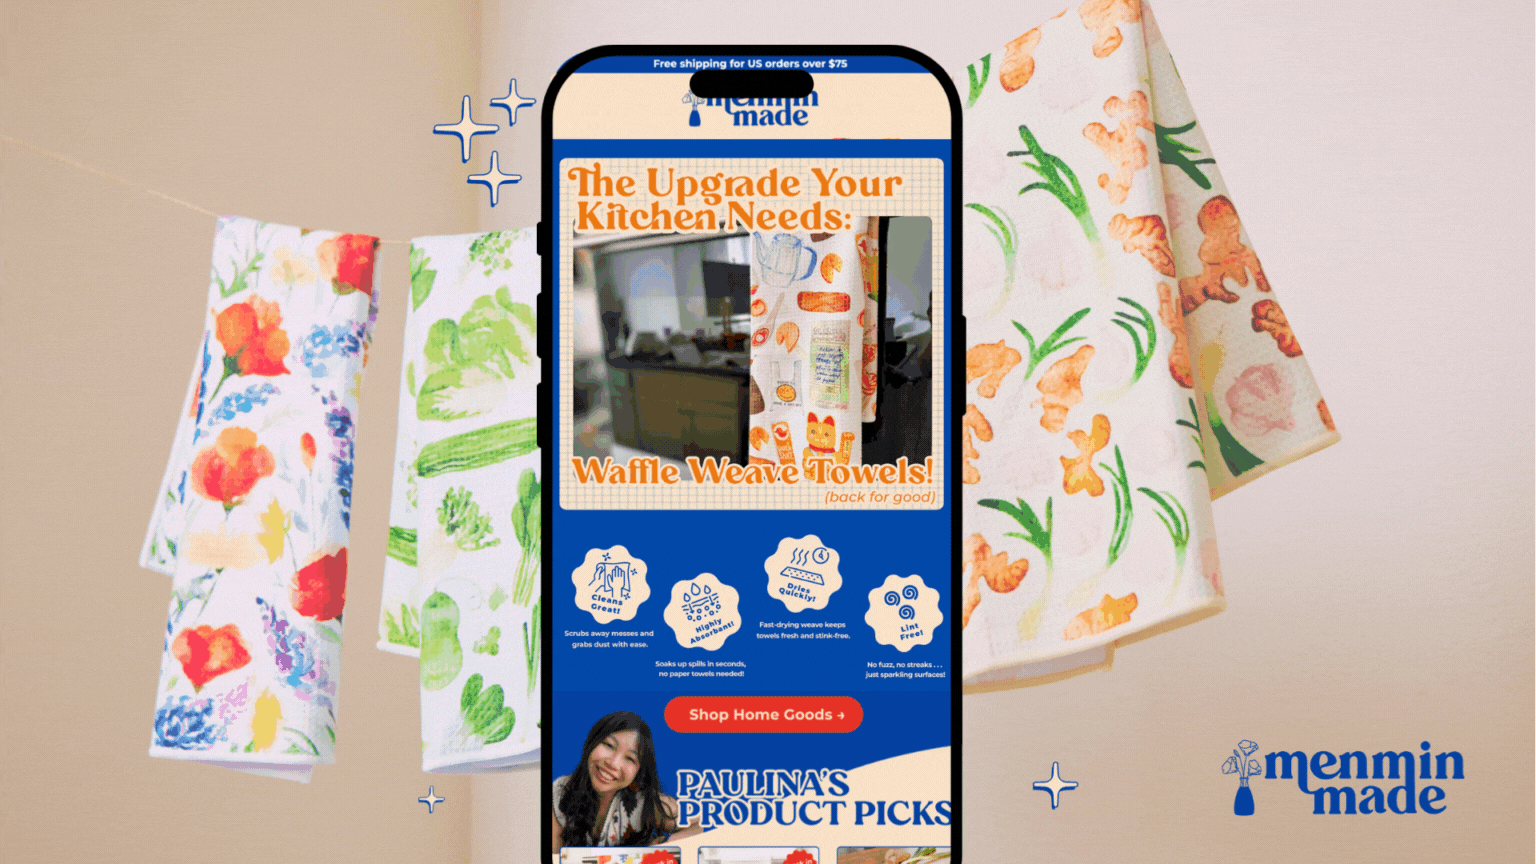 Free shipping for US orders over $75
menmin
made
The Upgrade Your
Kitchen Needs:
Waffle Weave Towels!
(back for good)
Cleans
Great!
Scrubs away messes and
grabs dust with ease.
Highly
Absorbant!
Soaks up spills in seconds,
no paper towels needed!
Dries
Quickly!
Fast-drying weave keeps
towels fresh and stink-free.
Lint
Free!
No fuzz, no streaks . . .
just sparkling surfaces!
Shop Home Goods →
PAULINA'S
PRODUCT PICKS
menmin
made